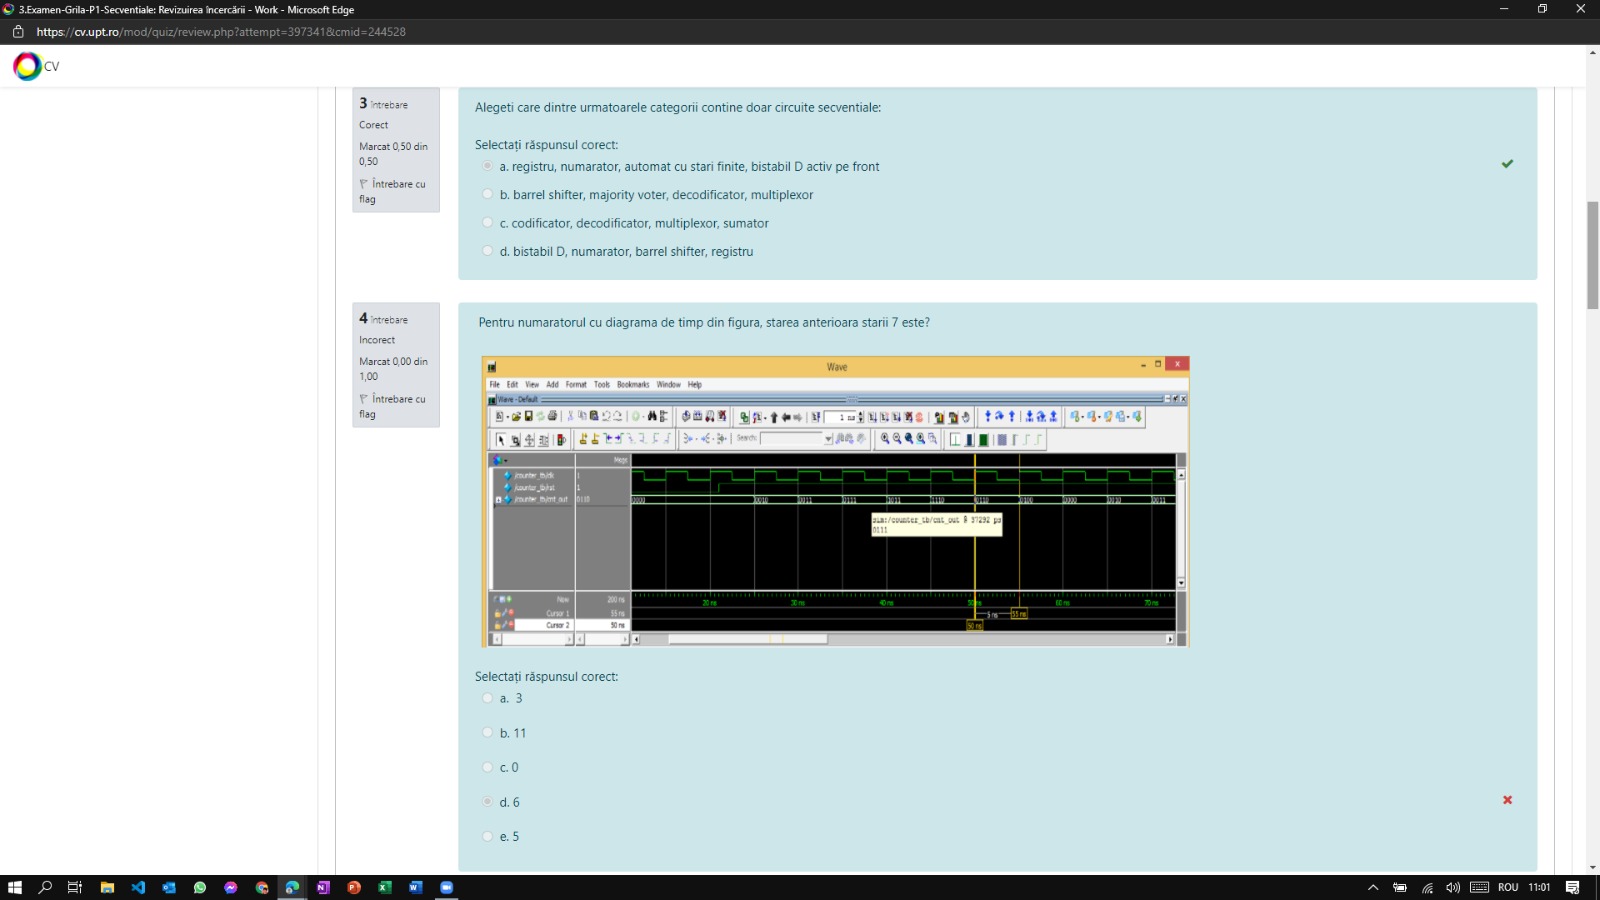 3.Examen-Grila-P1-Secventiale: Revizuirea încercării - Work - Microsoft Edge
https://cv.upt.ro/mod/quiz/review.php?attempt=397341&cmid=244528
CV
3 Întrebare
Corect
Marcat 0,50 din
0,50
Întrebare cu
flag
Alegeti care dintre urmatoarele categorii contine doar circuite secventiale:
Selectați răspunsul corect:
a. registru, numarator, automat cu stari finite, bistabil D activ pe front
b. barrel shifter, majority voter, decodificator, multiplexor
c. codificator, decodificator, multiplexor, sumator
d. bistabil D, numarator, barrel shifter, registru
4 Întrebare
Incorect
Marcat 0,00 din
1,00
Întrebare cu
flag
Pentru numaratorul cu diagrama de timp din figura, starea anterioara starii 7 este?
Wave
File Edit View Add Format Tools Bookmarks Window Help
Wave - Default
1 ns
Search:
Msgs
/counter_tb/clk 1
/counter_tb/rst 1
/counter_tb/cnt_out 0110
0000 0010 0011 0111 1011 1110 0110 0100 0000 0010 0011
sim:/counter_tb/cnt_out @ 37292 ps
0111
Now 200 ns
Cursor 1 55 ns
Cursor 2 50 ns
20 ns 30 ns 40 ns 50 ns 60 ns 70 ns
5 ns 55 ns
50 ns
Selectați răspunsul corect:
a. 3
b. 11
c. 0
d. 6
e. 5
ROU 11:01